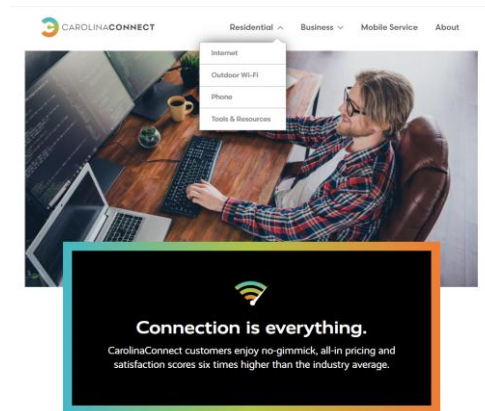 CAROLINACONNECT
Residential
Business
Mobile Service
About
Internet
Outdoor Wi-Fi
Phone
Tools & Resources
Connection is everything.
CarolinaConnect customers enjoy no-gimmick, all-in pricing and
satisfaction scores six times higher than the industry average.